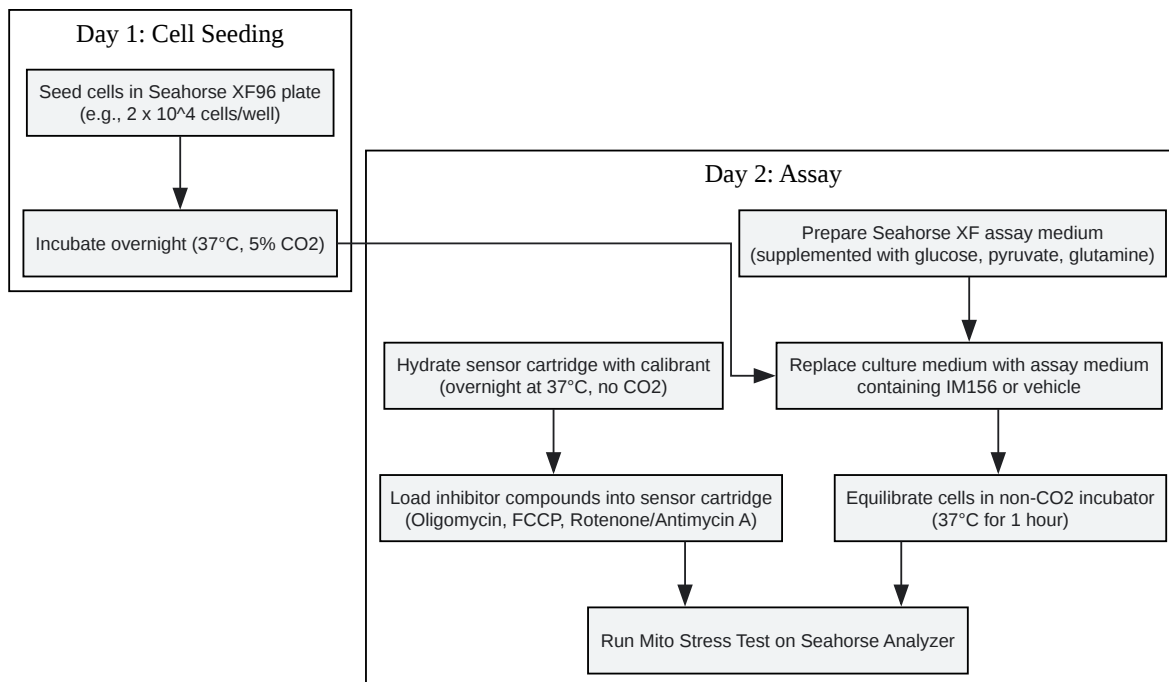 Day 1: Cell Seeding
Seed cells in Seahorse XF96 plate
(e.g., 2 x 10^4 cells/well)
Incubate overnight (37°C, 5% CO2)
Day 2: Assay
Prepare Seahorse XF assay medium
(supplemented with glucose, pyruvate, glutamine)
Hydrate sensor cartridge with calibrant
(overnight at 37°C, no CO2)
Replace culture medium with assay medium
containing IM156 or vehicle
Load inhibitor compounds into sensor cartridge
(Oligomycin, FCCP, Rotenone/Antimycin A)
Equilibrate cells in non-CO2 incubator
(37°C for 1 hour)
Run Mito Stress Test on Seahorse Analyzer